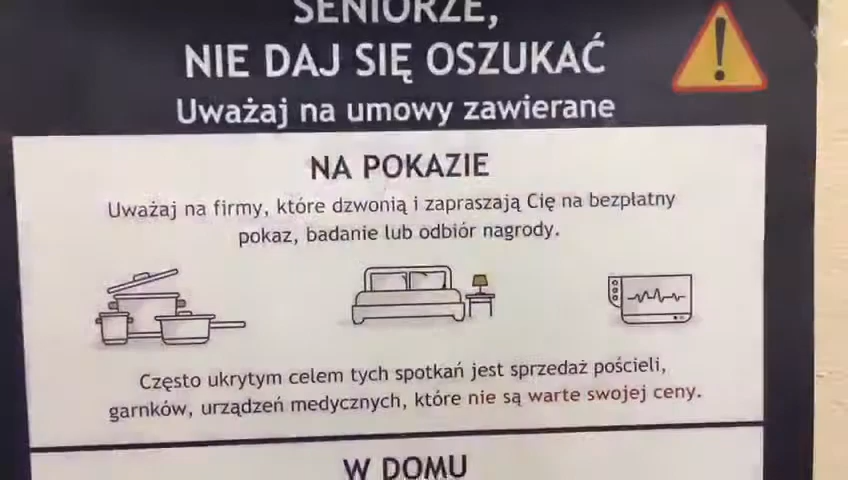 SENIORZE,
NIE DAJ SIĘ OSZUKAĆ
Uważaj na umowy zawierane
NA POKAZIE
Uważaj na firmy, które dzwonią i zapraszają Cię na bezpłatny
pokaz, badanie lub odbiór nagrody.
Często ukrytym celem tych spotkań jest sprzedaż pościeli,
garnków, urządzeń medycznych, które nie są warte swojej ceny.
W DOMU